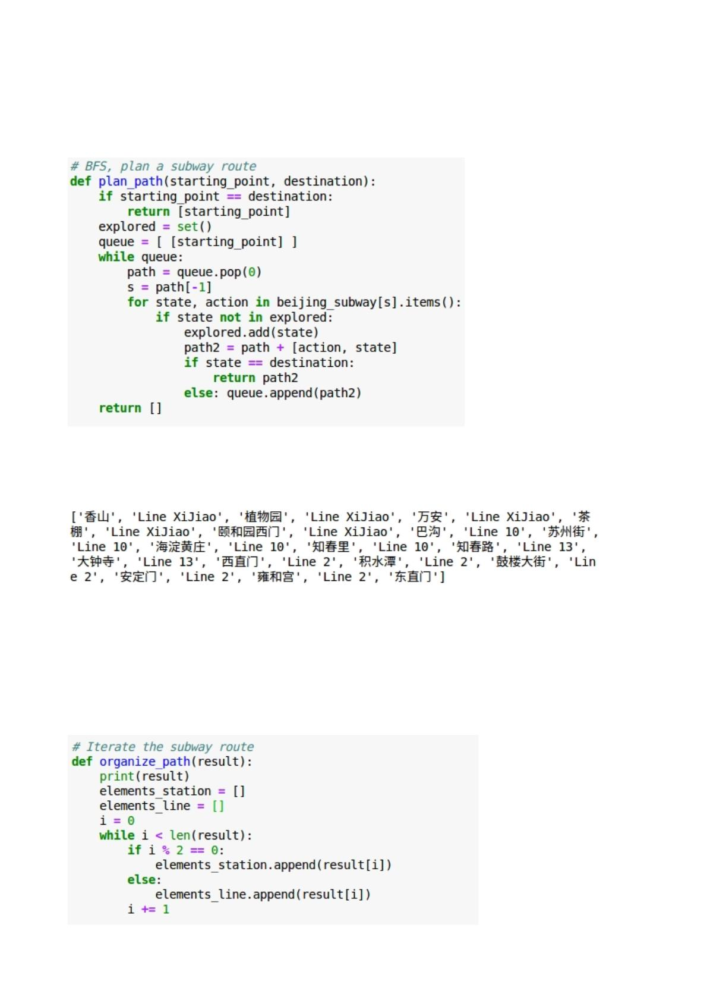 # BFS, plan a subway route
def plan_path(starting_point, destination):
    if starting_point == destination:
        return [starting_point]
    explored = set()
    queue = [ [starting_point] ]
    while queue:
        path = queue.pop(0)
        s = path[-1]
        for state, action in beijing_subway[s].items():
            if state not in explored:
                explored.add(state)
                path2 = path + [action, state]
                if state == destination:
                    return path2
                else: queue.append(path2)
    return []
['香山', 'Line XiJiao', '植物园', 'Line XiJiao', '万安', 'Line XiJiao', '茶
棚', 'Line XiJiao', '颐和园西门', 'Line XiJiao', '巴沟', 'Line 10', '苏州街',
'Line 10', '海淀黄庄', 'Line 10', '知春里', 'Line 10', '知春路', 'Line 13',
'大钟寺', 'Line 13', '西直门', 'Line 2', '积水潭', 'Line 2', '鼓楼大街', 'Lin
e 2', '安定门', 'Line 2', '雍和宫', 'Line 2', '东直门']
# Iterate the subway route
def organize_path(result):
    print(result)
    elements_station = []
    elements_line = []
    i = 0
    while i < len(result):
        if i % 2 == 0:
            elements_station.append(result[i])
        else:
            elements_line.append(result[i])
        i += 1